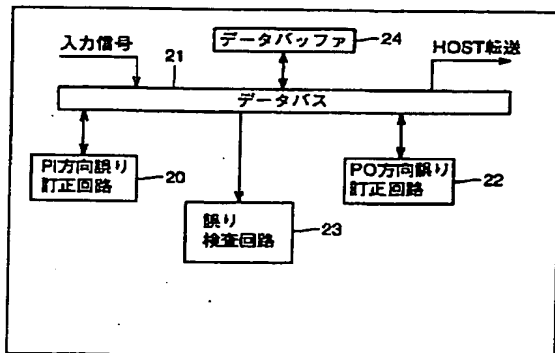 入力信号
21
データバッファ
24
HOST転送
データバス
PI方向誤り
訂正回路
20
誤り
検査回路
23
PO方向誤り
訂正回路
22